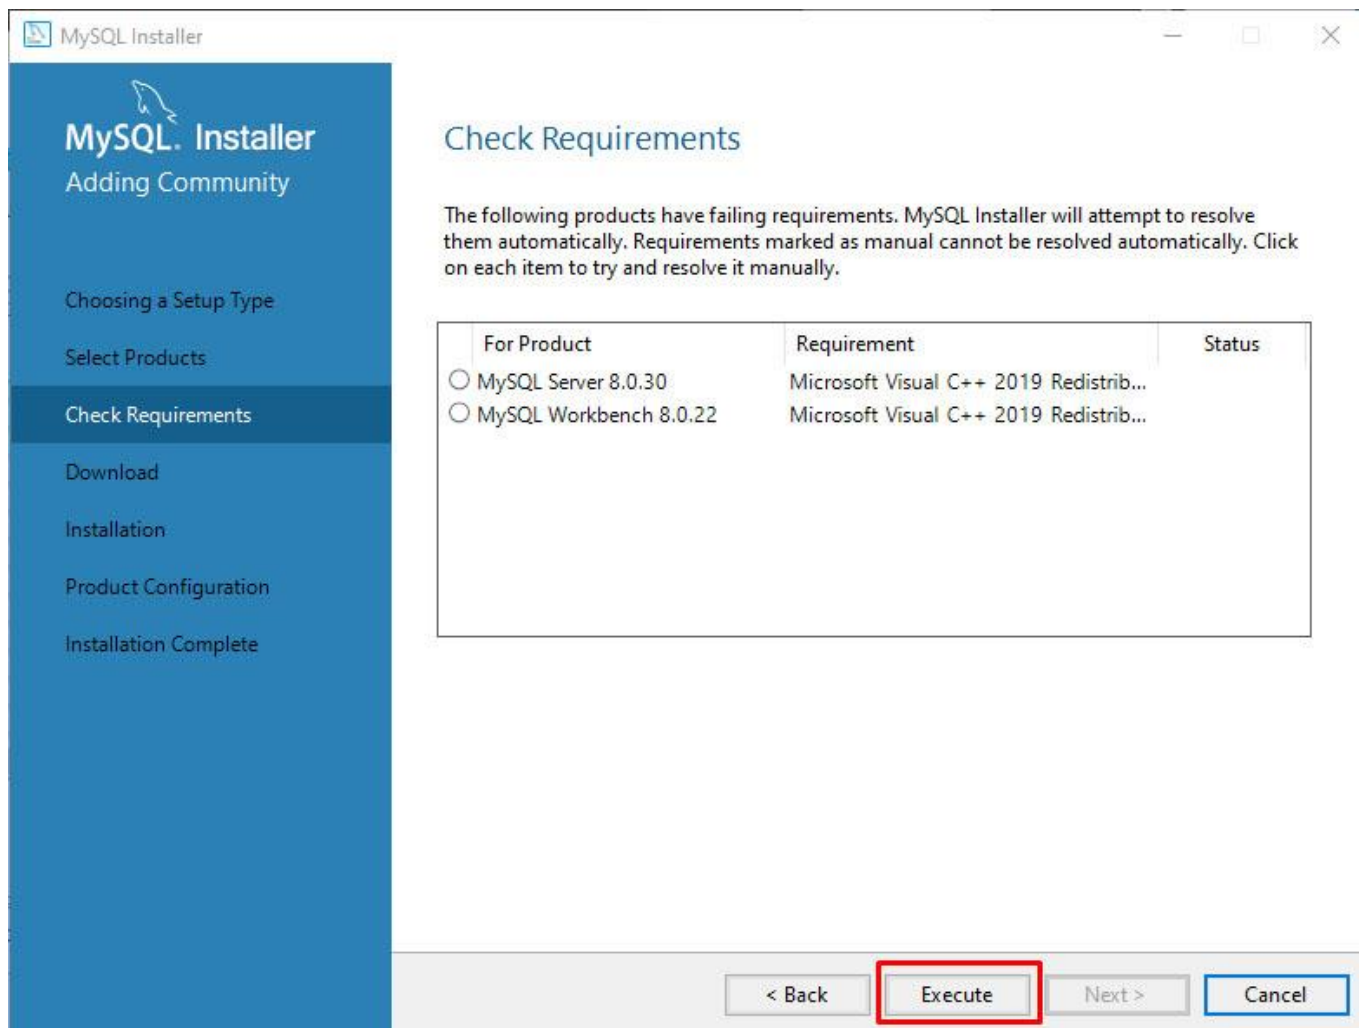 MySQL Installer
MySQL. Installer
Adding Community
Choosing a Setup Type
Select Products
Check Requirements
Download
Installation
Product Configuration
Installation Complete
Check Requirements
The following products have failing requirements. MySQL Installer will attempt to resolve
them automatically. Requirements marked as manual cannot be resolved automatically. Click
on each item to try and resolve it manually.
For Product Requirement Status
MySQL Server 8.0.30 Microsoft Visual C++ 2019 Redistrib...
MySQL Workbench 8.0.22 Microsoft Visual C++ 2019 Redistrib...
< Back Execute Next > Cancel